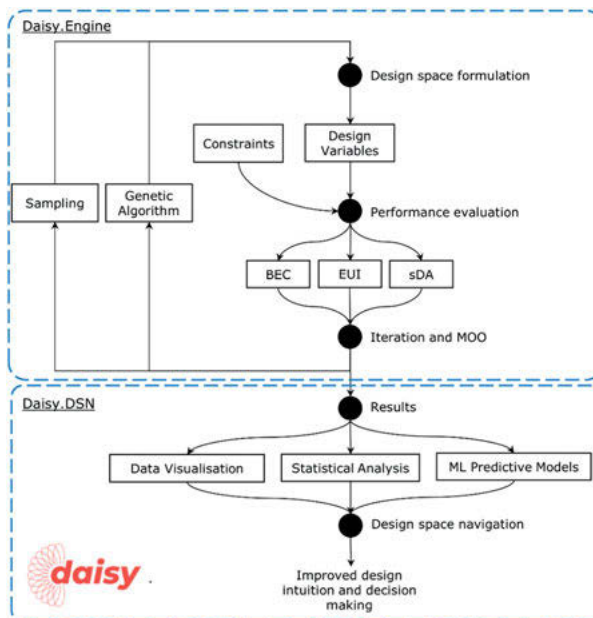 Daisy.Engine
Design space formulation
Constraints
Design
Variables
Sampling
Genetic
Algorithm
Performance evaluation
BEC
EUI
sDA
Iteration and MOO
Daisy.DSN
Results
Data Visualisation
Statistical Analysis
ML Predictive Models
Design space navigation
daisy .
Improved design
intuition and decision
making